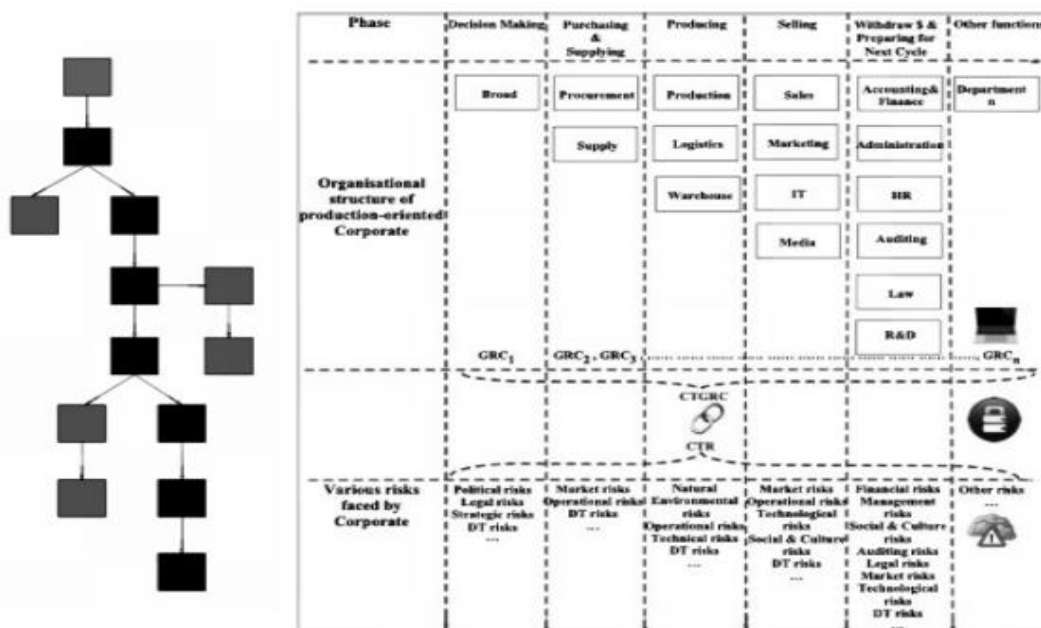 Phase
Decision Making
Purchasing
&
Supplying
Producing
Selling
Withdraw $ &
Preparing for
Next Cycle
Other functions
Organisational
structure of
production-oriented
Corporate
Broad
Procurement
Supply
Production
Logistics
Warehouse
Sales
Marketing
IT
Media
Accounting&
Finance
Administration
HR
Auditing
Law
R&D
Department
n
GRC1
GRC2 , GRC3
GRCn
CTGRC
CTR
Various risks
faced by
Corporate
Political risks
Legal risks
Strategic risks
DT risks
...
Market risks
Operational risks
DT risks
...
Natural
Environmental
risks
Operational risks
Technical risks
DT risks
...
Market risks
Operational risks
Technological
risks
Social & Culture
risks
DT risks
...
Financial risks
Management
risks
Social & Culture
risks
Auditing risks
Legal risks
Market risks
Technological
risks
DT risks
...
Other risks
...